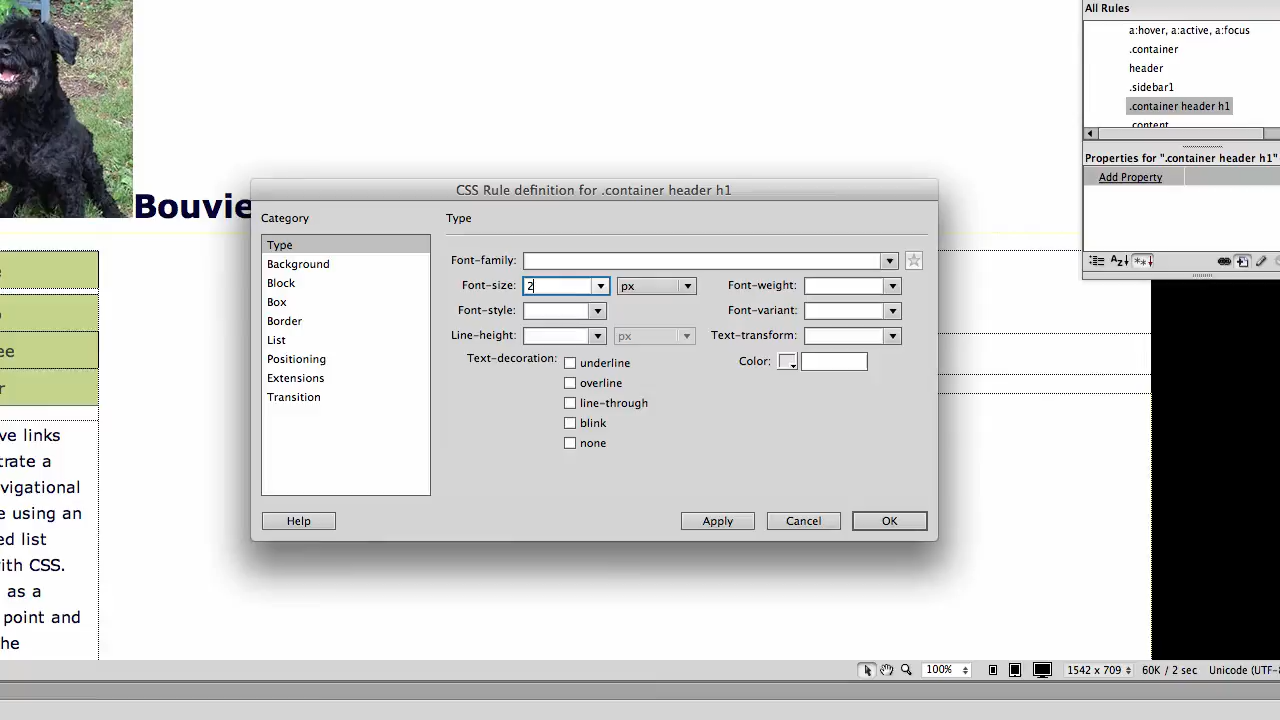 All Rules
a:hover, a:active, a:focus
.container
header
.sidebar1
.container header h1
.content
Properties for ".container header h1"
Add Property
Bouvie
CSS Rule definition for .container header h1
Category
Type
Background
Block
Box
Border
List
Positioning
Extensions
Transition
Type
Font-family:
Font-size: 2 px
Font-weight:
Font-style:
Font-variant:
Line-height: px
Text-transform:
Text-decoration:
underline
overline
line-through
blink
none
Color:
Help
Apply
Cancel
OK
ve links
trate a
vigational
e using an
ed list
with CSS.
as a
point and
he
100%
1542 x 709
60K / 2 sec
Unicode (UTF-8